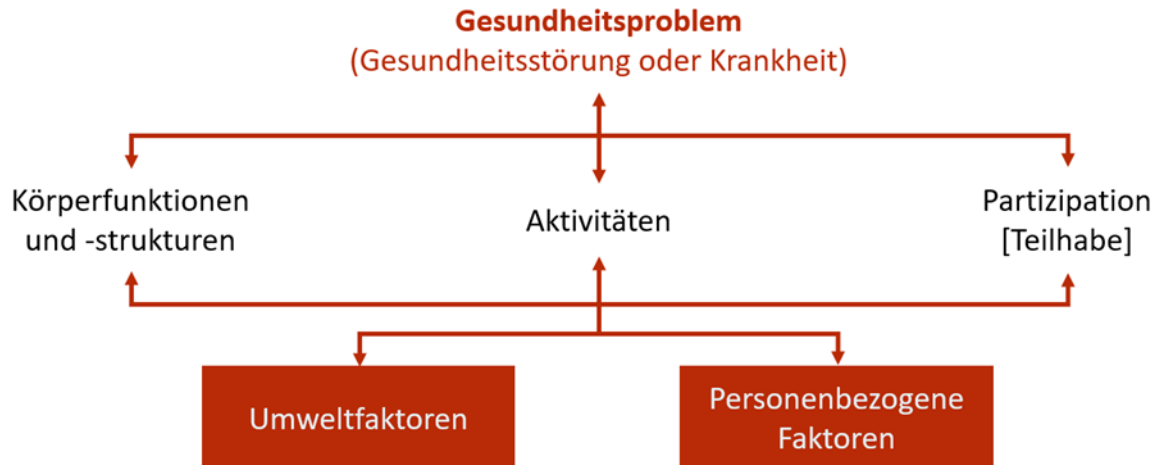 Gesundheitsproblem
(Gesundheitsstörung oder Krankheit)
Körperfunktionen
und -strukturen
Aktivitäten
Partizipation
[Teilhabe]
Umweltfaktoren
Personenbezogene
Faktoren